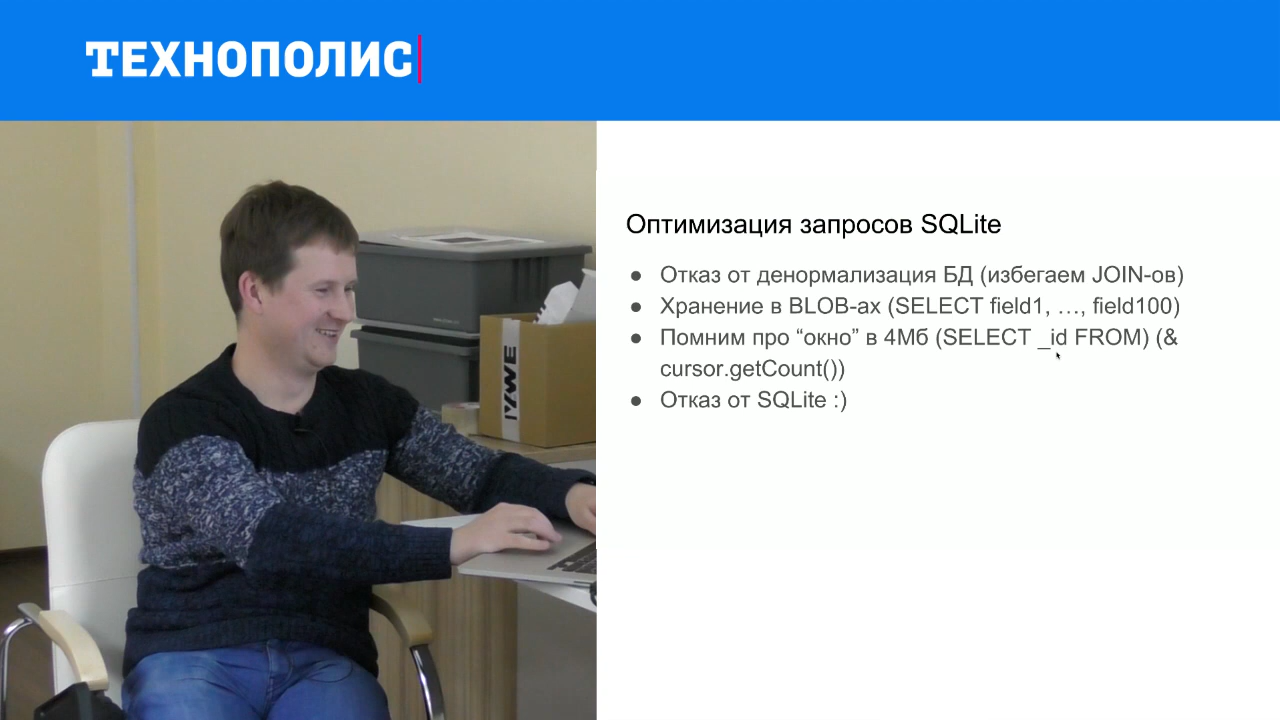 ТЕХНОПОЛИС
Оптимизация запросов SQLite
● Отказ от денормализация БД (избегаем JOIN-ов)
● Хранение в BLOB-ах (SELECT field1, …, field100)
● Помним про “окно” в 4Мб (SELECT _id FROM) (&
cursor.getCount())
● Отказ от SQLite :)